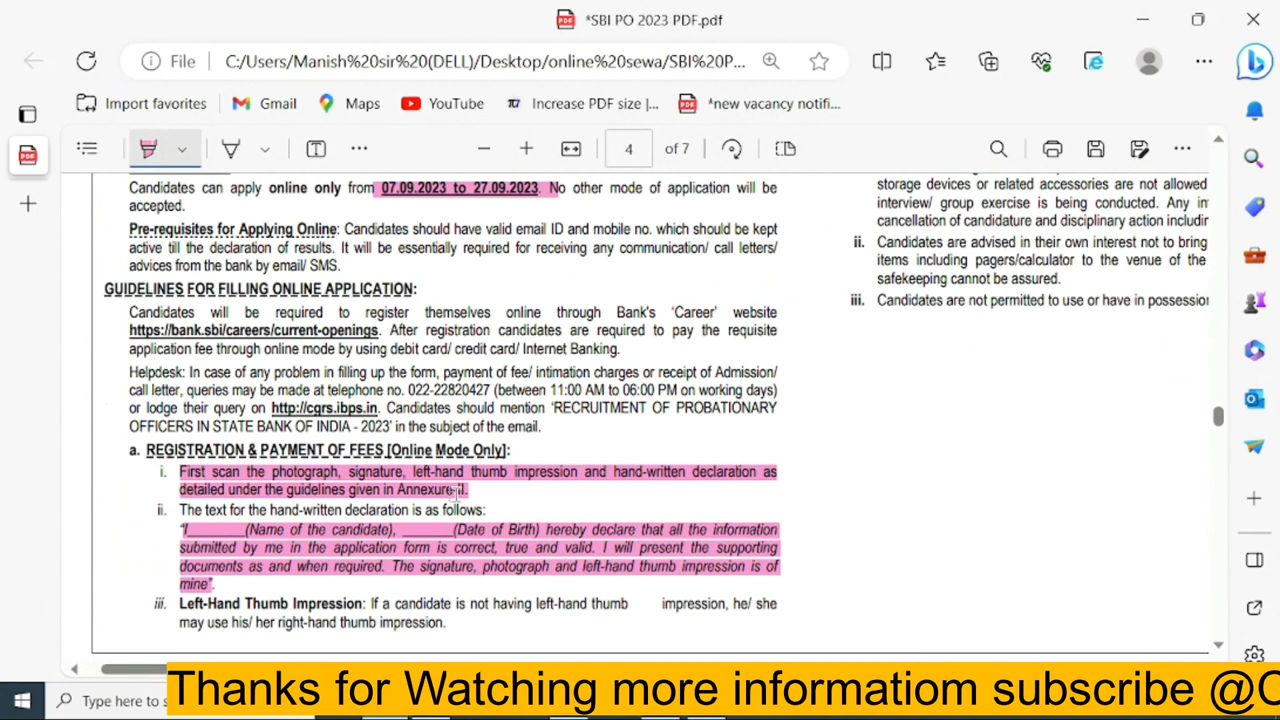 *SBI PO 2023 PDF.pdf
File C:/Users/Manish%20sir%20(DELL)/Desktop/online%20sewa/SBI%20P...
Import favorites Gmail Maps YouTube Increase PDF size |... *new vacancy notifi...
4 of 7
Candidates can apply online only from 07.09.2023 to 27.09.2023. No other mode of application will be
accepted.
Pre-requisites for Applying Online: Candidates should have valid email ID and mobile no. which should be kept
active till the declaration of results. It will be essentially required for receiving any communication/ call letters/
advices from the bank by email/ SMS.
GUIDELINES FOR FILLING ONLINE APPLICATION:
Candidates will be required to register themselves online through Bank's 'Career' website
https://bank.sbi/careers/current-openings. After registration candidates are required to pay the requisite
application fee through online mode by using debit card/ credit card/ Internet Banking.
Helpdesk: In case of any problem in filling up the form, payment of fee/ intimation charges or receipt of Admission/
call letter, queries may be made at telephone no. 022-22820427 (between 11:00 AM to 06:00 PM on working days)
or lodge their query on http://cgrs.ibps.in. Candidates should mention 'RECRUITMENT OF PROBATIONARY
OFFICERS IN STATE BANK OF INDIA - 2023' in the subject of the email.
a. REGISTRATION & PAYMENT OF FEES [Online Mode Only]:
i. First scan the photograph, signature, left-hand thumb impression and hand-written declaration as
detailed under the guidelines given in Annexure-II.
ii. The text for the hand-written declaration is as follows:
"I_______(Name of the candidate), ______(Date of Birth) hereby declare that all the information
submitted by me in the application form is correct, true and valid. I will present the supporting
documents as and when required. The signature, photograph and left-hand thumb impression is of
mine".
iii. Left-Hand Thumb Impression: If a candidate is not having left-hand thumb impression, he/ she
may use his/ her right-hand thumb impression.
storage devices or related accessories are not allowed
interview/ group exercise is being conducted. Any in
cancellation of candidature and disciplinary action includin
ii. Candidates are advised in their own interest not to bring
items including pagers/calculator to the venue of the
safekeeping cannot be assured.
iii. Candidates are not permitted to use or have in possession
Type here to s
Thanks for Watching more informatiom subscribe @C